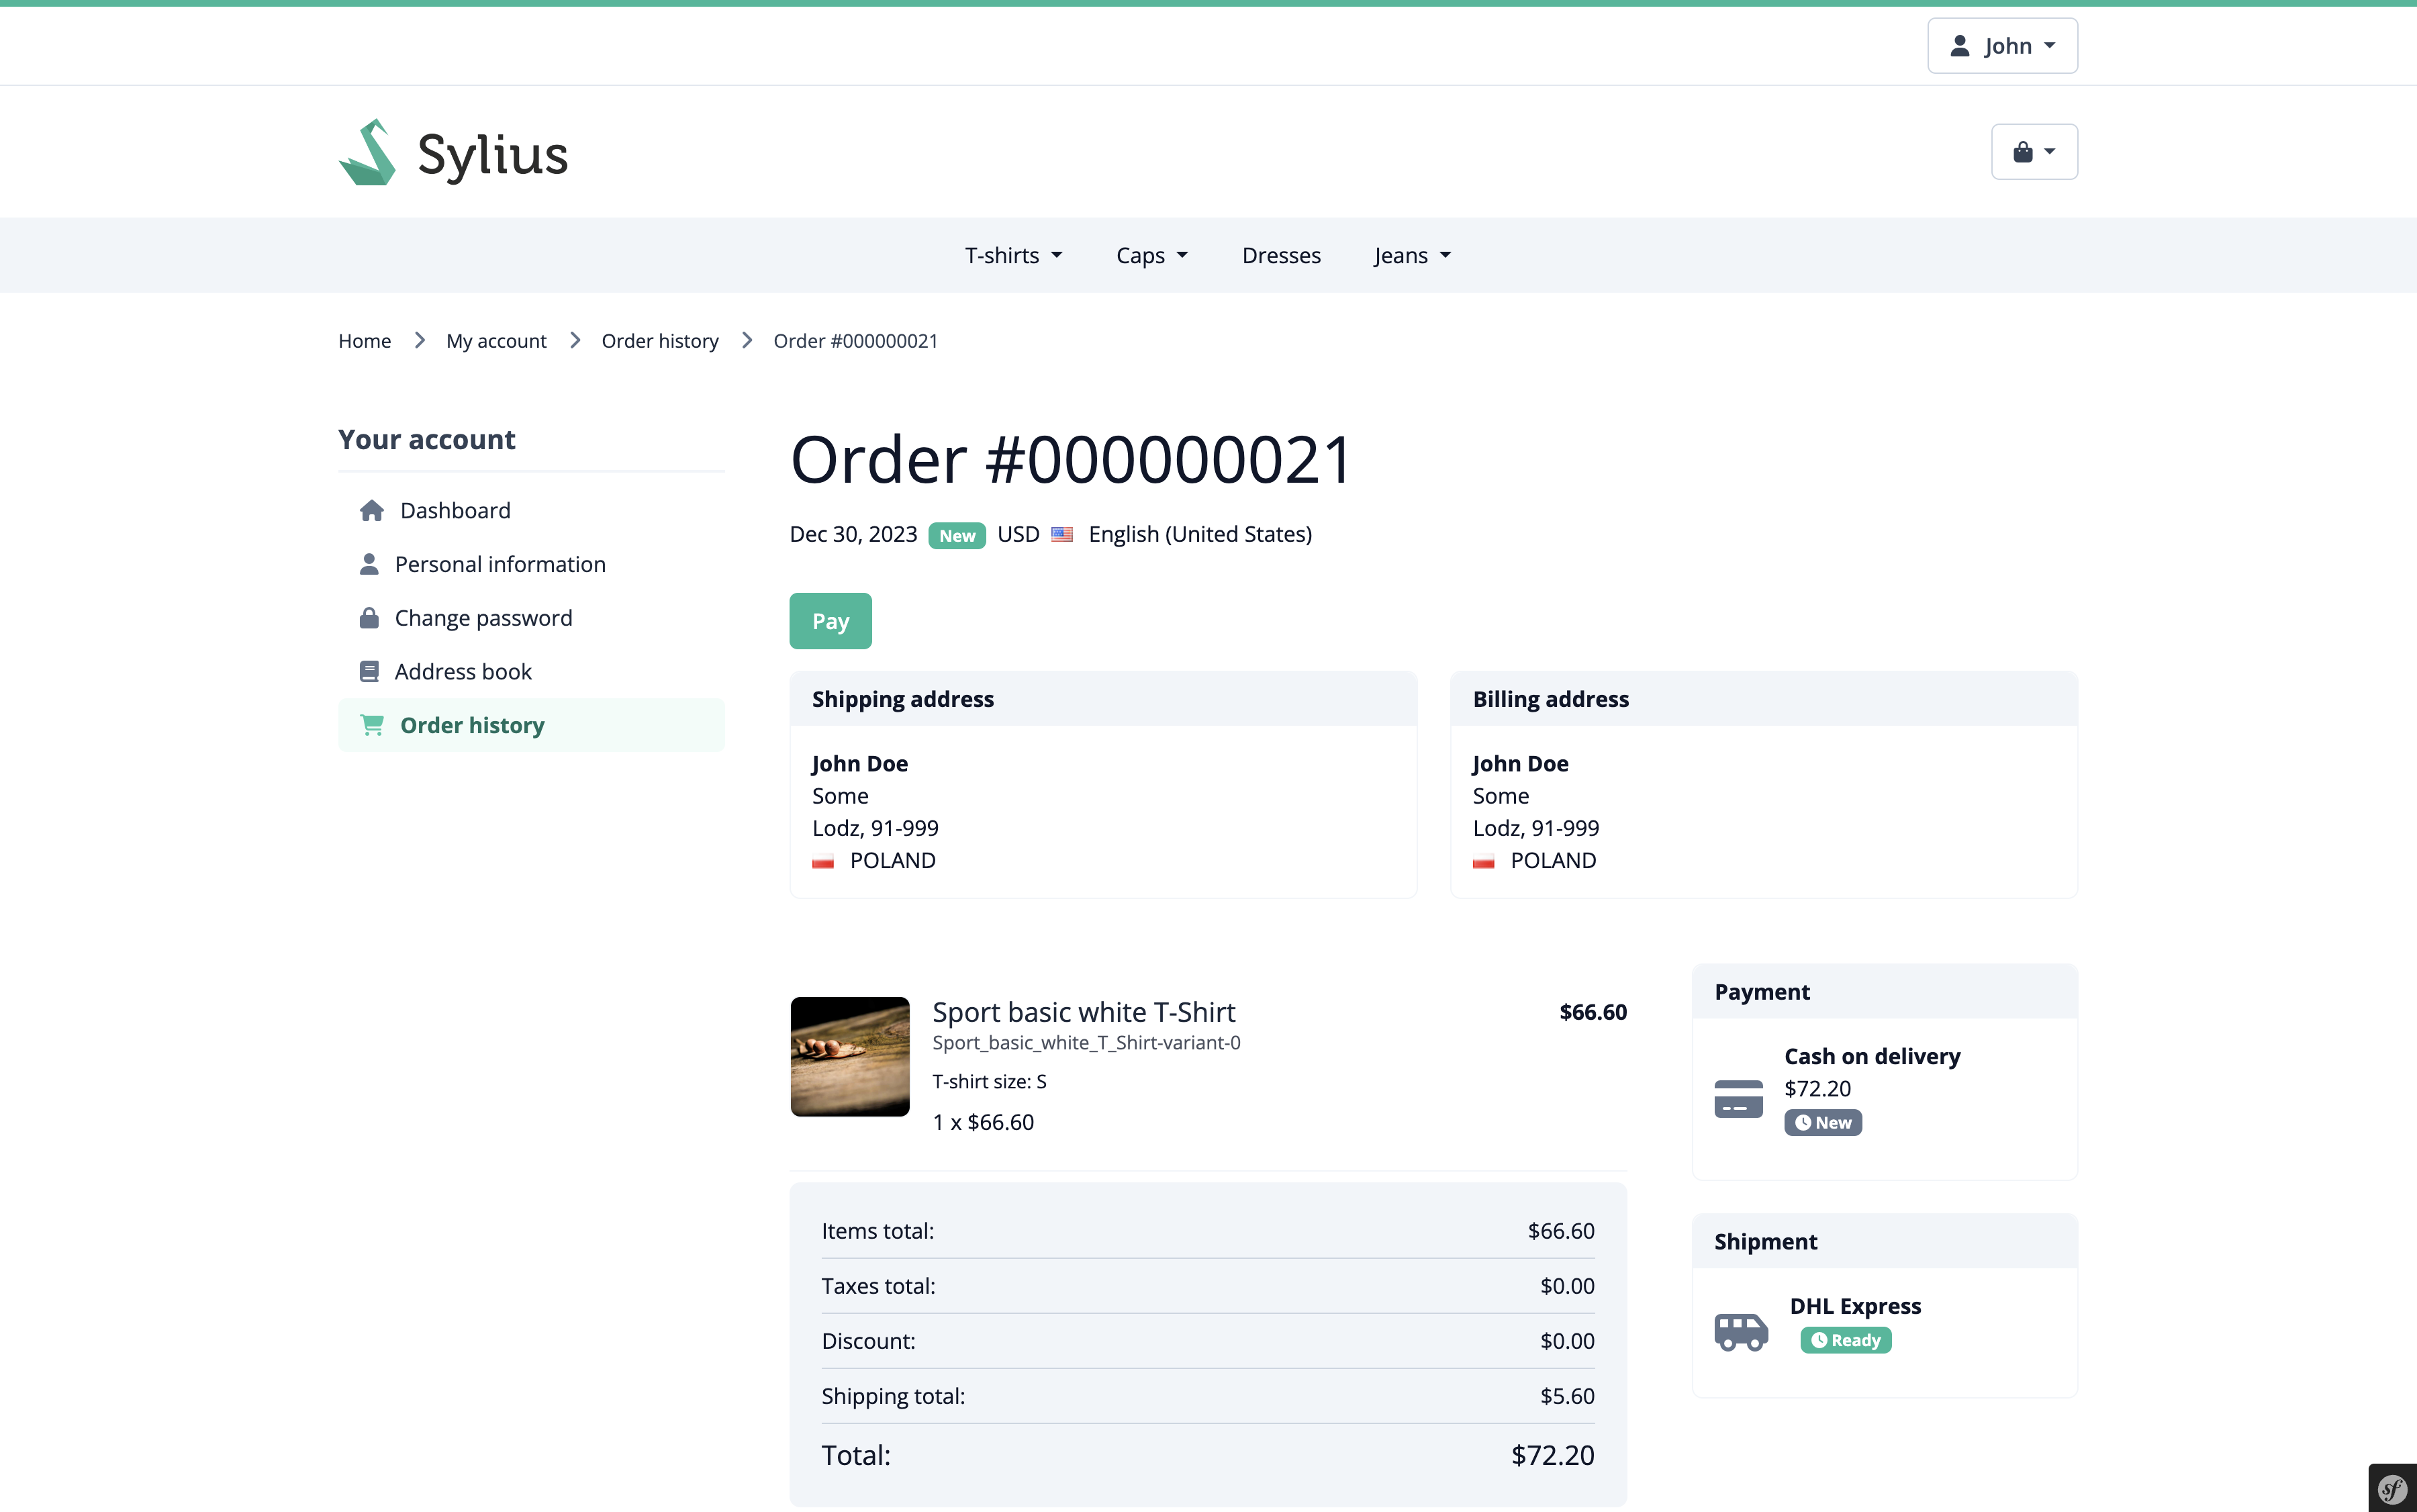 John
Sylius
T-shirts Caps Dresses Jeans
Home My account Order history Order #000000021
Your account
Dashboard
Personal information
Change password
Address book
Order history
Order #000000021
Dec 30, 2023 New USD English (United States)
Pay
Shipping address
John Doe
Some
Lodz, 91-999
POLAND
Billing address
John Doe
Some
Lodz, 91-999
POLAND
Sport basic white T-Shirt $66.60
Sport_basic_white_T_Shirt-variant-0
T-shirt size: S
1 x $66.60
Items total: $66.60
Taxes total: $0.00
Discount: $0.00
Shipping total: $5.60
Total: $72.20
Payment
Cash on delivery
$72.20
New
Shipment
DHL Express
Ready
sf